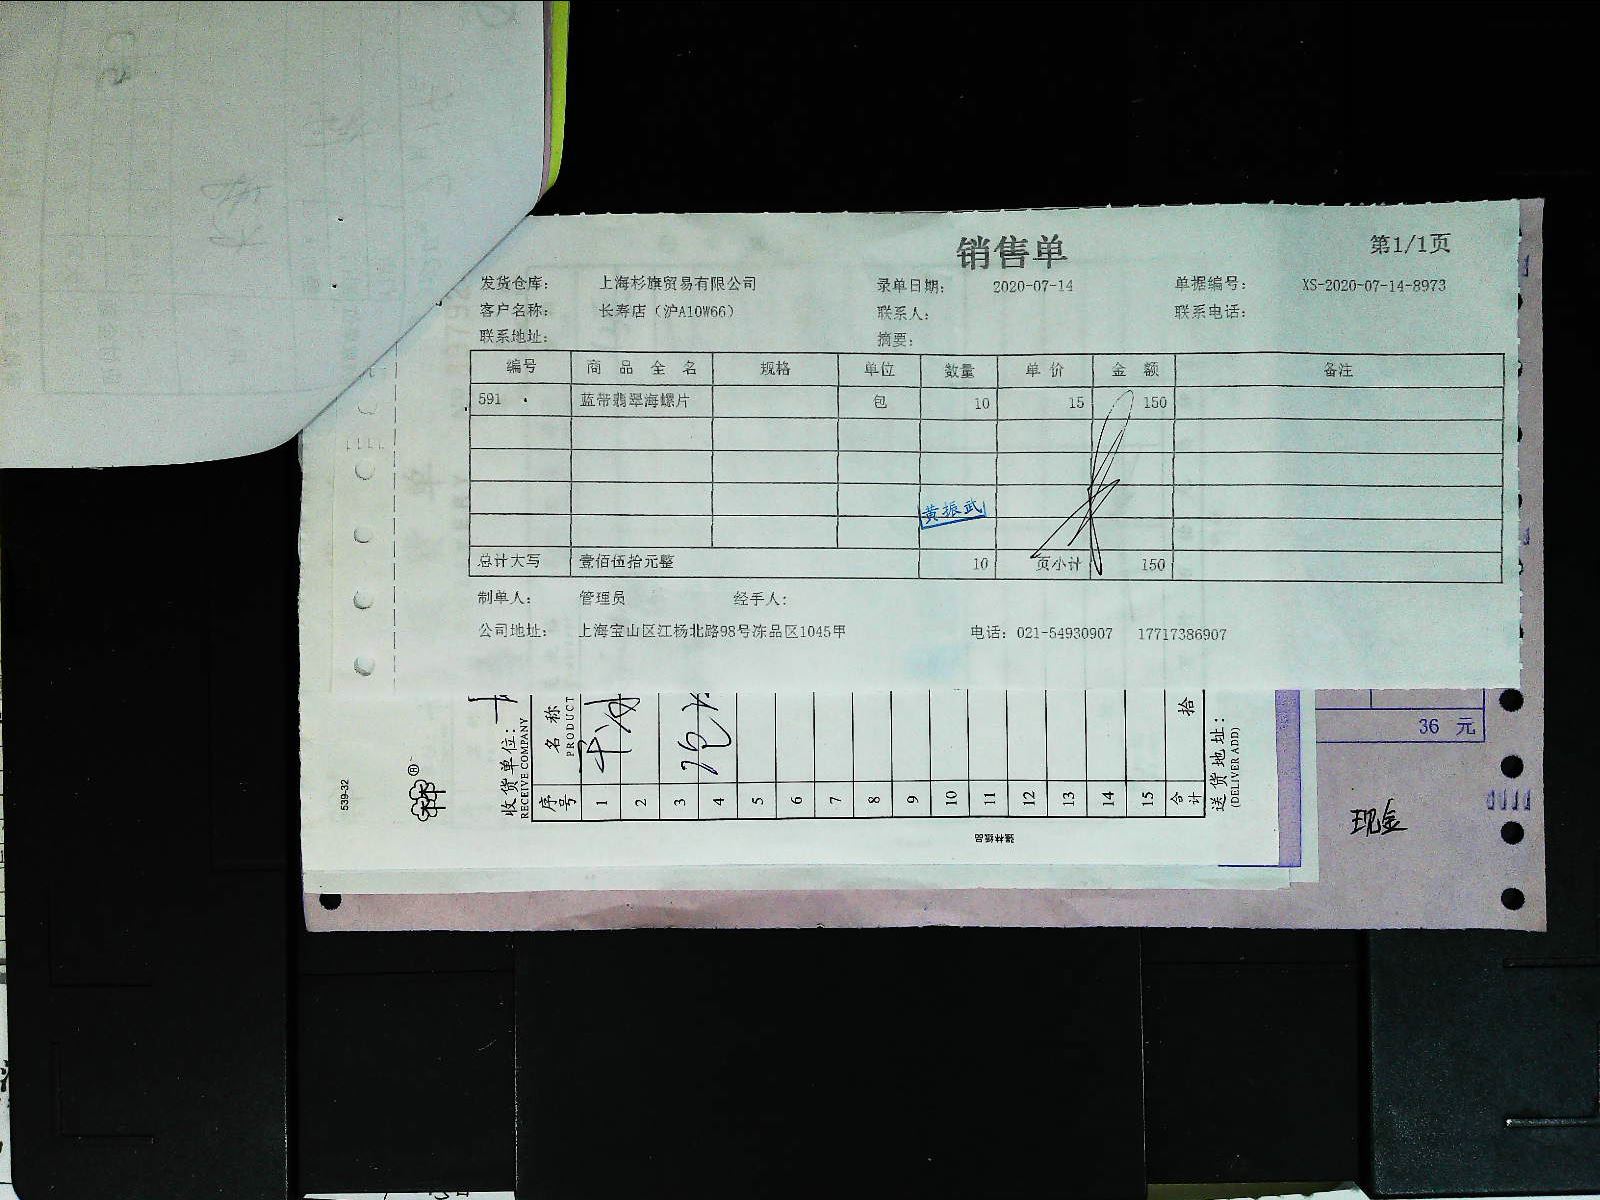 销售单
第1/1页
发货仓库: 上海杉旗贸易有限公司 录单日期: 2020-07-14 单据编号: XS-2020-07-14-8973
客户名称: 长寿店（沪A10W66） 联系人: 联系电话:
联系地址: 摘要:
编号 商品全名 规格 单位 数量 单价 金额 备注
591 蓝带翡翠海螺片 包 10 15 150
黄振武
总计大写 壹佰伍拾元整 10 页小计 150
制单人: 管理员 经手人:
公司地址: 上海宝山区江杨北路98号冻品区1045甲 电话: 021-54930907 17717386907
收货单位:
RECEIVE COMPANY
序号 名称
PRODUCT
1
2
3
4
5
6
7
8
9
10
11
12
13
14
15
合计 拾
送货地址:
(DELIVER ADD)
539-32
36 元
现金